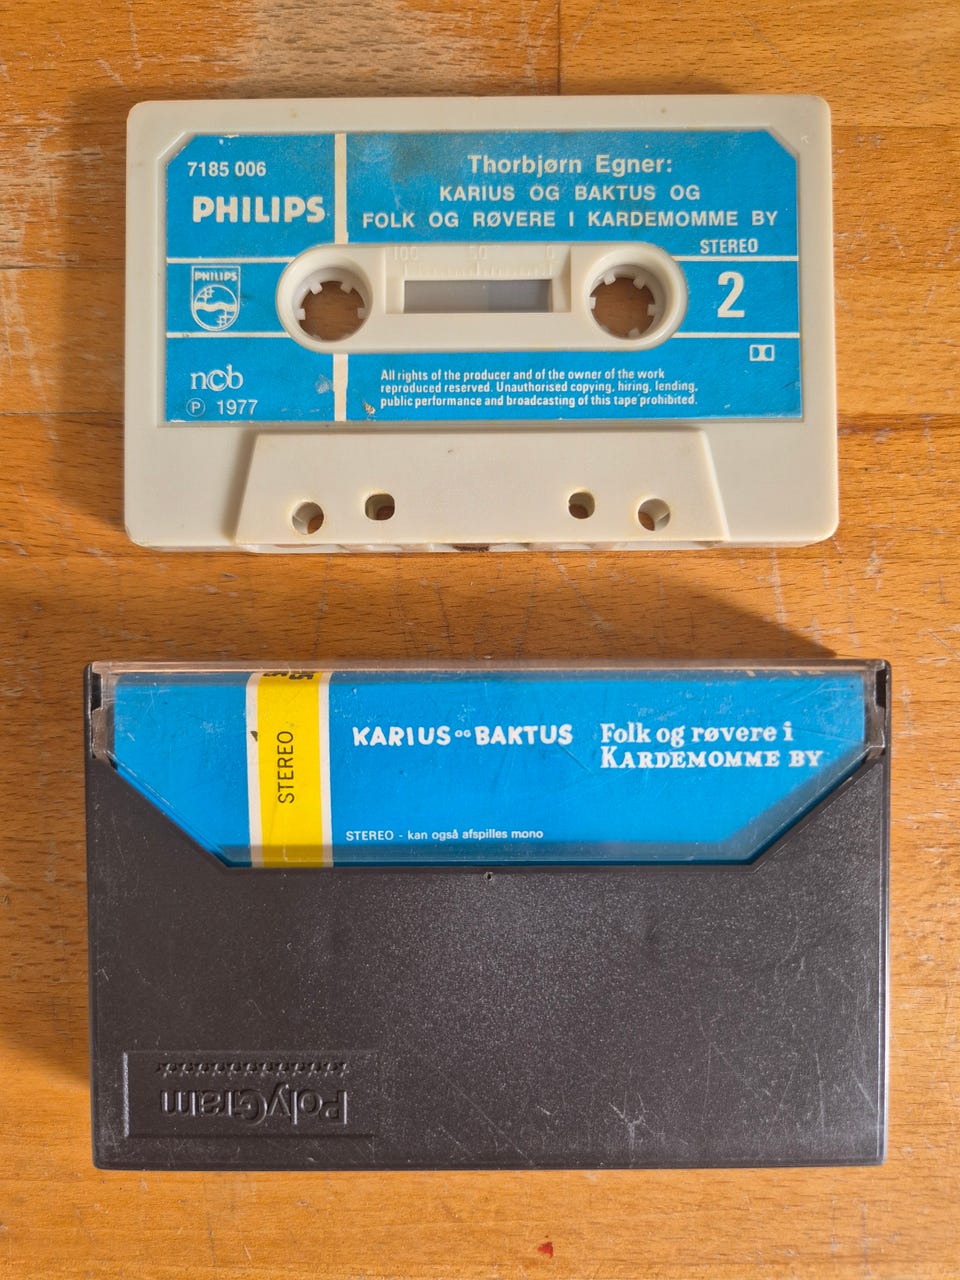 7185 006
PHILIPS
Thorbjørn Egner:
KARIUS OG BAKTUS OG
FOLK OG RØVERE I KARDEMOMME BY
STEREO
100 50 0
PHILIPS
2
ncb
Ⓟ 1977
All rights of the producer and of the owner of the work
reproduced reserved. Unauthorised copying, hiring, lending,
public performance and broadcasting of this tape prohibited.
STEREO
KARIUS OG BAKTUS
Folk og røvere i
KARDEMOMME BY
STEREO - kan også afspilles mono
PolyGram